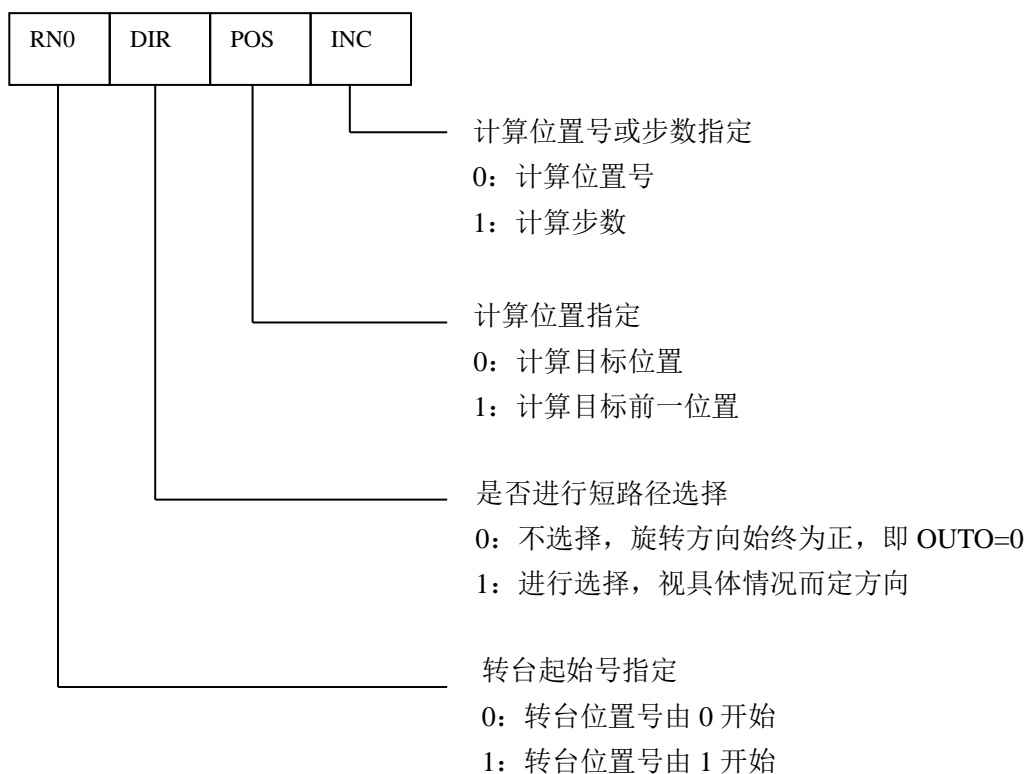 RN0 DIR POS INC
计算位置号或步数指定
0：计算位置号
1：计算步数
计算位置指定
0：计算目标位置
1：计算目标前一位置
是否进行短路径选择
0：不选择，旋转方向始终为正，即 OUTO=0
1：进行选择，视具体情况而定方向
转台起始号指定
0：转台位置号由 0 开始
1：转台位置号由 1 开始